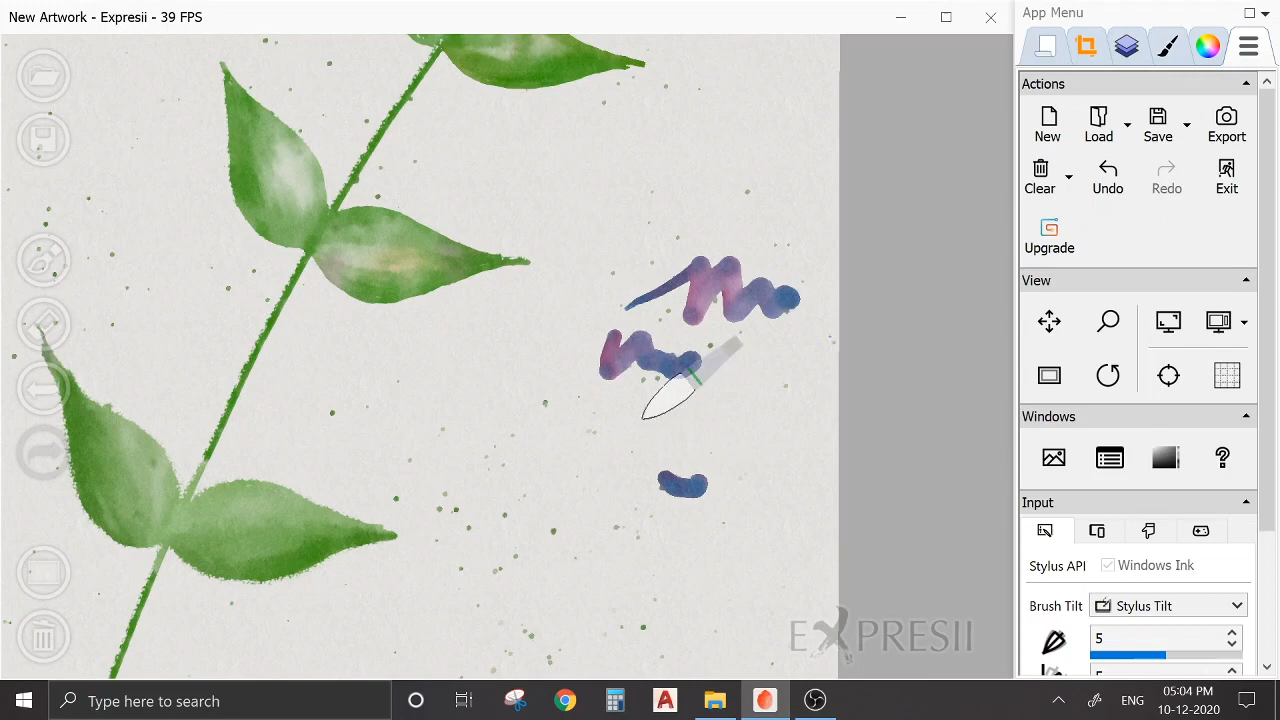 New Artwork - Expresii - 39 FPS
App Menu
Actions
New
Load
Save
Export
Clear
Undo
Redo
Exit
Upgrade
View
Windows
Input
Stylus API
Windows Ink
Brush Tilt
Stylus Tilt
5
EXPRESII
Type here to search
ENG
05:04 PM
10-12-2020